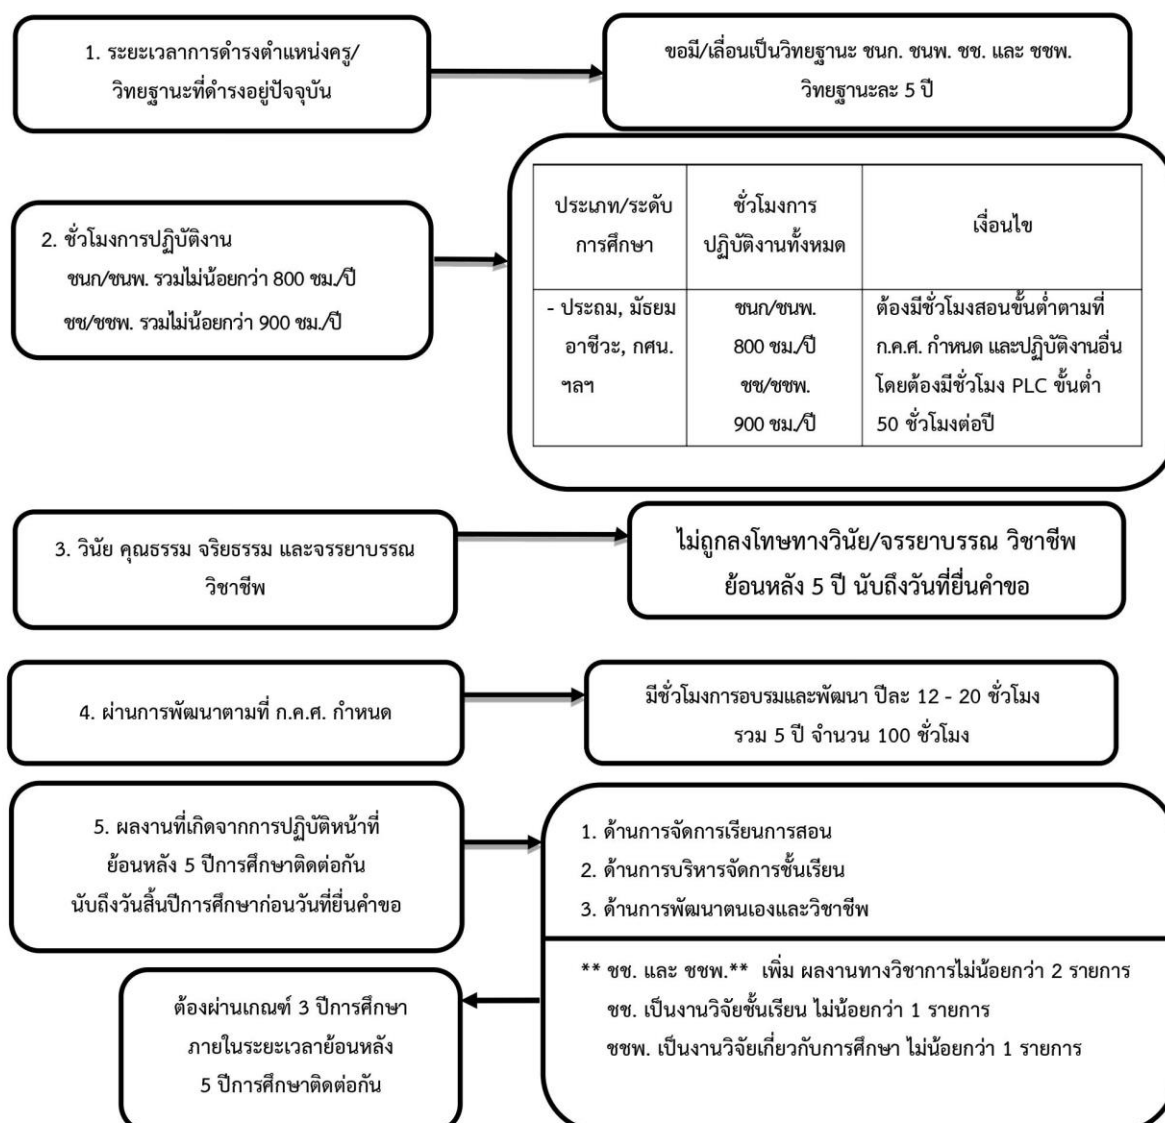 1. ระยะเวลาการดำรงตำแหน่งครู/
วิทยฐานะที่ดำรงอยู่ปัจจุบัน
ขอมี/เลื่อนเป็นวิทยฐานะ ชนก. ชนพ. ชช. และ ชชพ.
วิทยฐานะละ 5 ปี
2. ชั่วโมงการปฏิบัติงาน
ชนก/ชนพ. รวมไม่น้อยกว่า 800 ชม./ปี
ชช/ชชพ. รวมไม่น้อยกว่า 900 ชม./ปี
ประเภท/ระดับ
การศึกษา
ชั่วโมงการ
ปฏิบัติงานทั้งหมด
เงื่อนไข
- ประถม, มัธยม
อาชีวะ, กศน.
ฯลฯ
ชนก/ชนพ.
800 ชม./ปี
ชช/ชชพ.
900 ชม./ปี
ต้องมีชั่วโมงสอนขั้นต่ำตามที่
ก.ค.ศ. กำหนด และปฏิบัติงานอื่น
โดยต้องมีชั่วโมง PLC ขั้นต่ำ
50 ชั่วโมงต่อปี
3. วินัย คุณธรรม จริยธรรม และจรรยาบรรณ
วิชาชีพ
ไม่ถูกลงโทษทางวินัย/จรรยาบรรณ วิชาชีพ
ย้อนหลัง 5 ปี นับถึงวันที่ยื่นคำขอ
4. ผ่านการพัฒนาตามที่ ก.ค.ศ. กำหนด
มีชั่วโมงการอบรมและพัฒนา ปีละ 12 - 20 ชั่วโมง
รวม 5 ปี จำนวน 100 ชั่วโมง
5. ผลงานที่เกิดจากการปฏิบัติหน้าที่
ย้อนหลัง 5 ปีการศึกษาติดต่อกัน
นับถึงวันสิ้นปีการศึกษาก่อนวันที่ยื่นคำขอ
1. ด้านการจัดการเรียนการสอน
2. ด้านการบริหารจัดการชั้นเรียน
3. ด้านการพัฒนาตนเองและวิชาชีพ
** ชช. และ ชชพ.** เพิ่ม ผลงานทางวิชาการไม่น้อยกว่า 2 รายการ
ชช. เป็นงานวิจัยชั้นเรียน ไม่น้อยกว่า 1 รายการ
ชชพ. เป็นงานวิจัยเกี่ยวกับการศึกษา ไม่น้อยกว่า 1 รายการ
ต้องผ่านเกณฑ์ 3 ปีการศึกษา
ภายในระยะเวลาย้อนหลัง
5 ปีการศึกษาติดต่อกัน